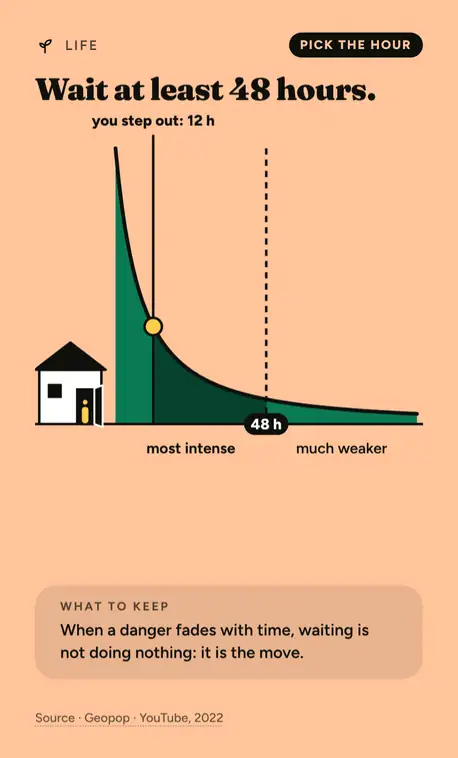 LIFE
PICK THE HOUR
Wait at least 48 hours.
you step out: 12 h
48 h
most intense
much weaker
WHAT TO KEEP
When a danger fades with time, waiting is
not doing nothing: it is the move.
Source · Geopop · YouTube, 2022